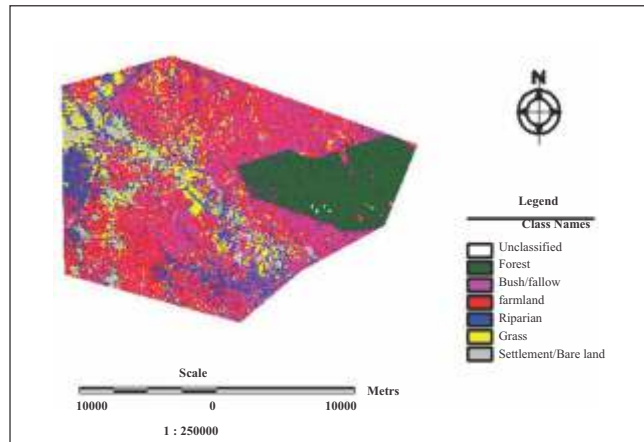 N
Legend
Class Names
Unclassified
Forest
Bush/fallow
farmland
Riparian
Grass
Settlement/Bare land
Scale
Metrs
10000 0 10000
1 : 250000